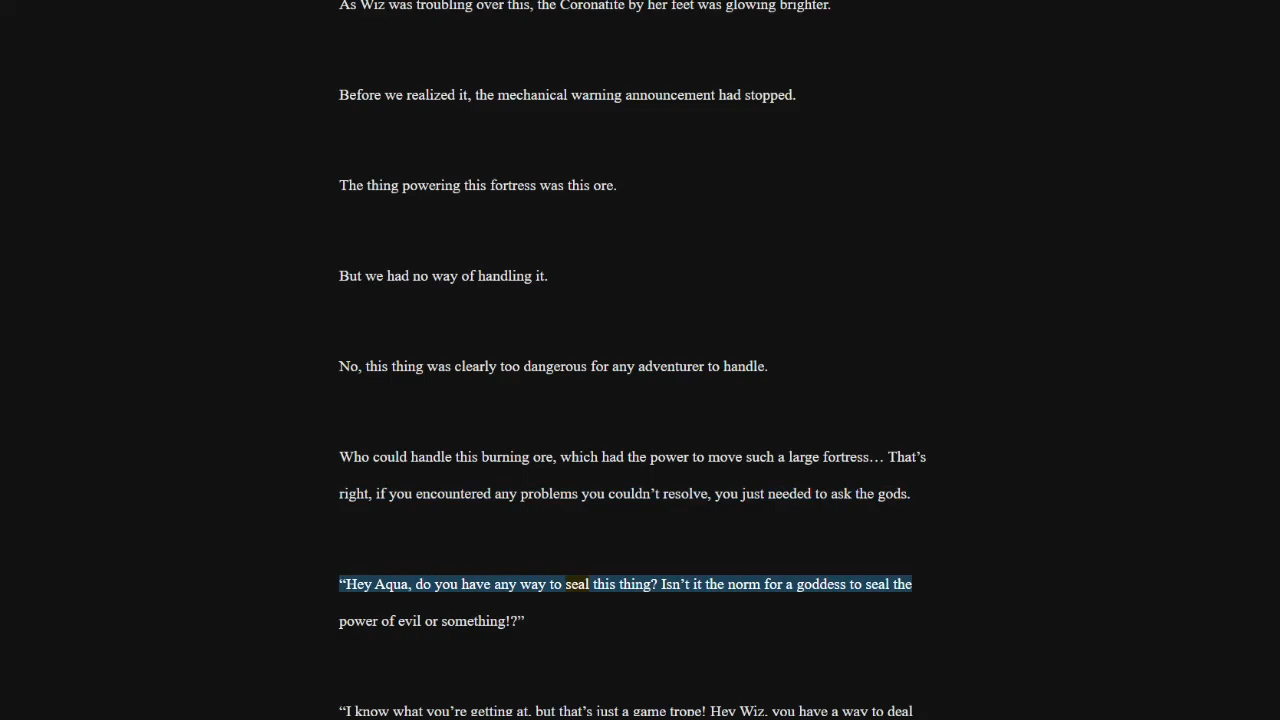 As Wiz was troubling over this, the Coronatite by her feet was glowing brighter.
Before we realized it, the mechanical warning announcement had stopped.
The thing powering this fortress was this ore.
But we had no way of handling it.
No, this thing was clearly too dangerous for any adventurer to handle.
Who could handle this burning ore, which had the power to move such a large fortress… That’s
right, if you encountered any problems you couldn’t resolve, you just needed to ask the gods.
“Hey Aqua, do you have any way to seal this thing? Isn’t it the norm for a goddess to seal the
power of evil or something!?”
“I know what you’re getting at, but that’s just a game trope! Hey Wiz, you have a way to deal